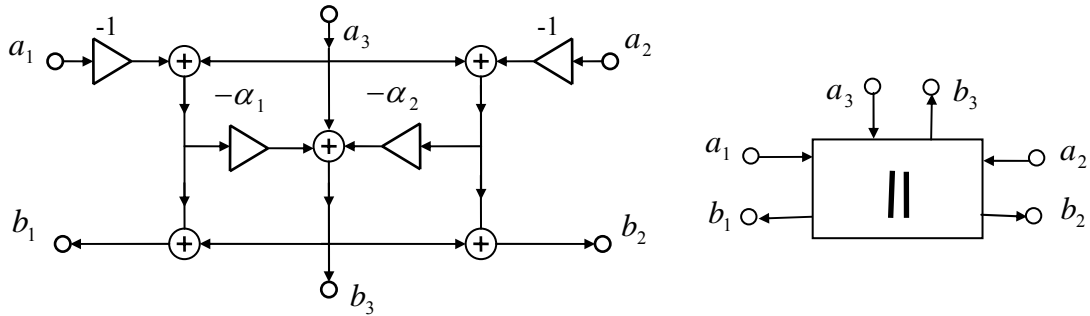 -1
-1
a₁
a₃
a₂
−α₁
−α₂
b₁
b₂
b₃
a₃
b₃
a₁
a₂
b₁
b₂